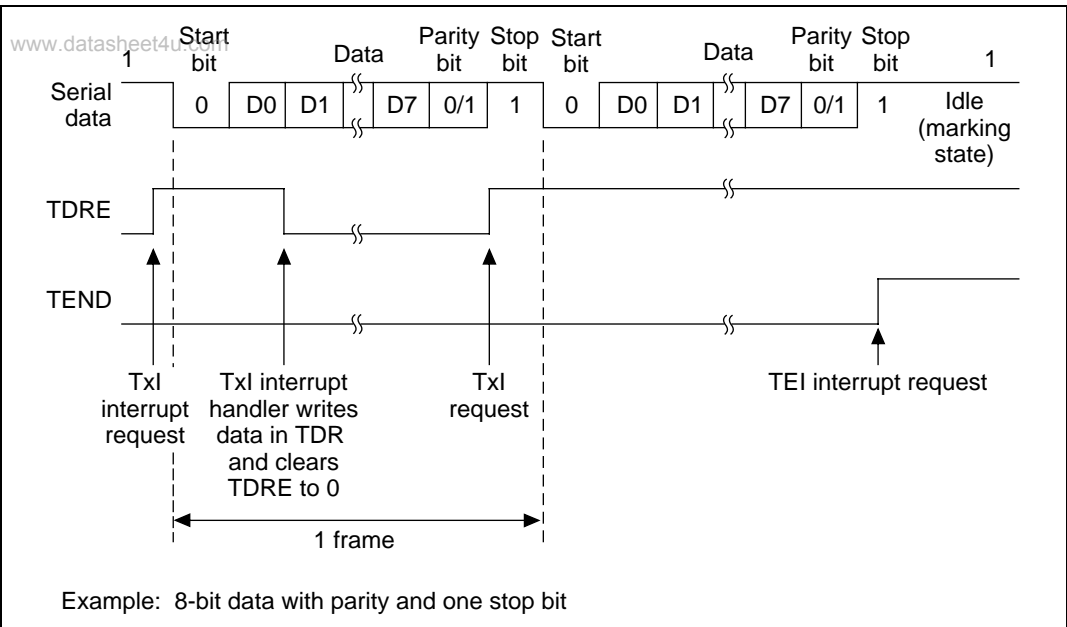 www.datasheet4u.com
Start bit
Data
Parity bit
Stop bit
Start bit
Data
Parity bit
Stop bit
1
1
Serial data
0 D0 D1 D7 0/1 1 0 D0 D1 D7 0/1 1
Idle (marking state)
TDRE
TEND
TxI interrupt request
TxI interrupt handler writes data in TDR and clears TDRE to 0
TxI request
TEI interrupt request
1 frame
Example: 8-bit data with parity and one stop bit